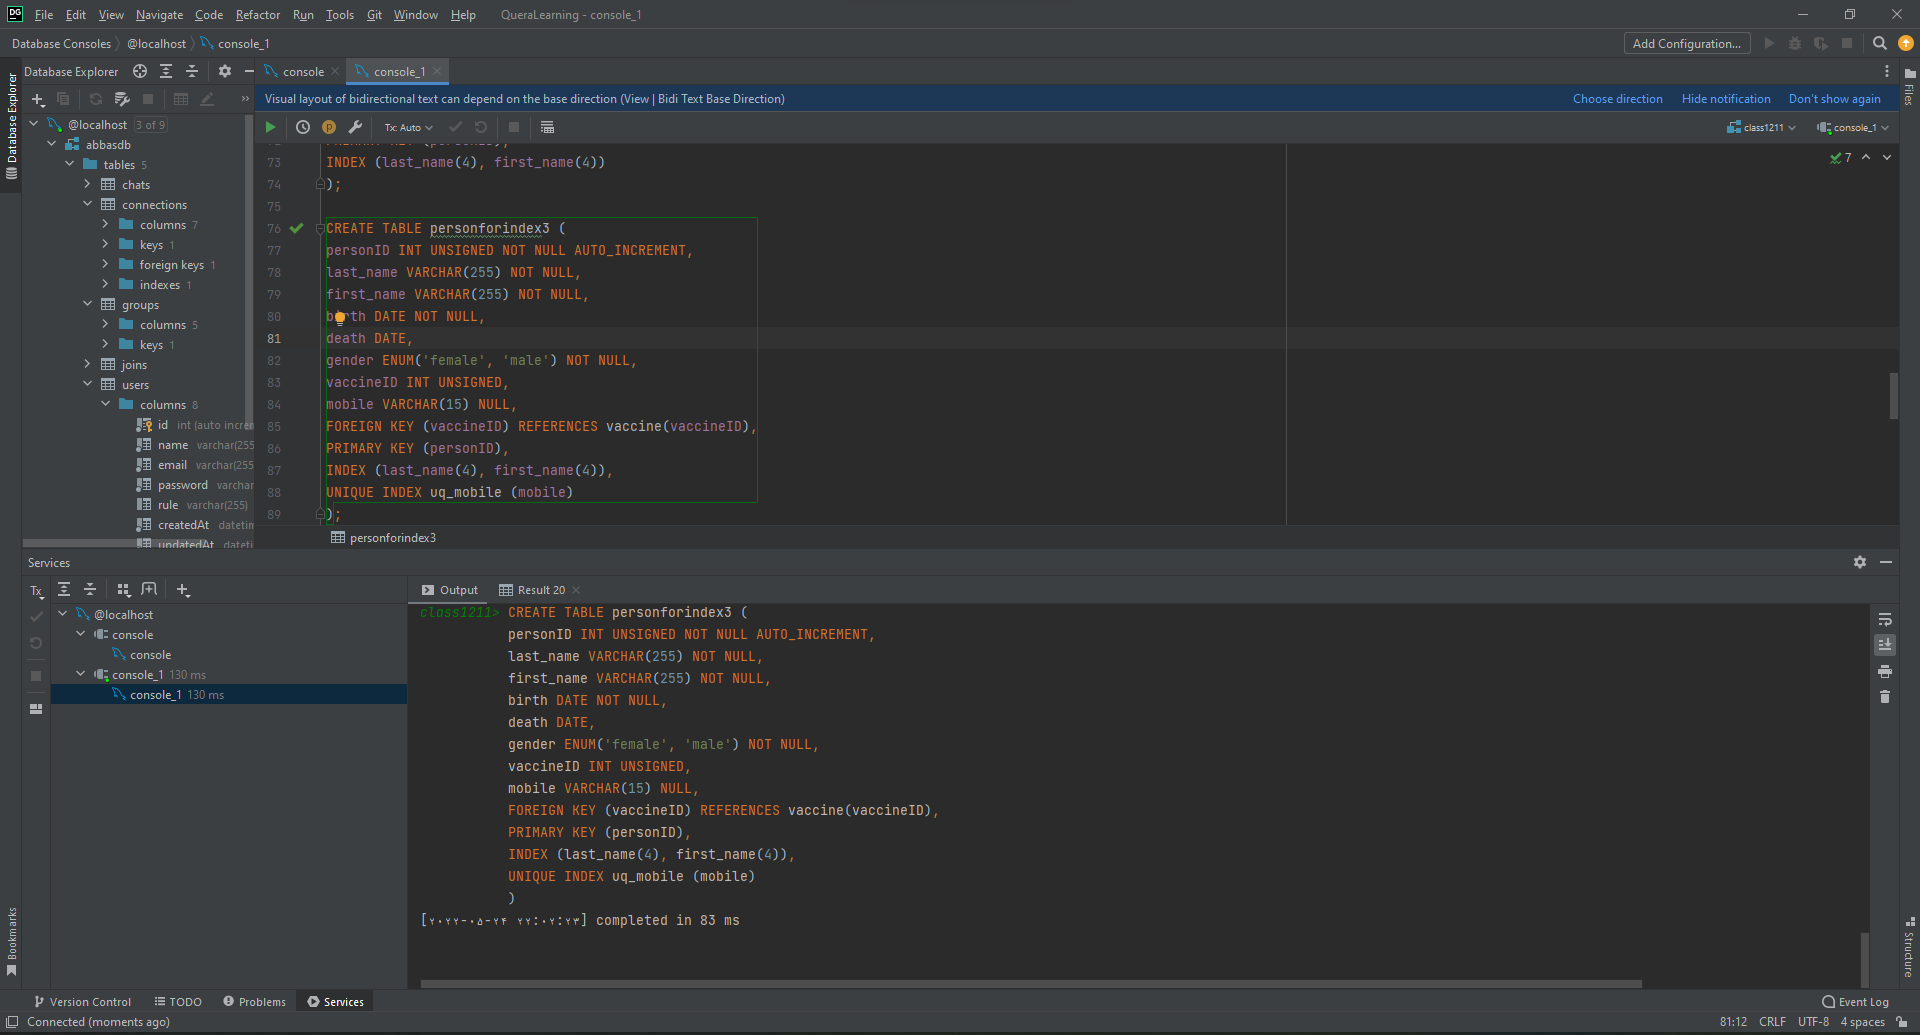 DG File Edit View Navigate Code Refactor Run Tools Git Window Help QueraLearning - console_1
Database Consoles @localhost console_1 Add Configuration...
Database Explorer console console_1
Visual layout of bidirectional text can depend on the base direction (View | Bidi Text Base Direction) Choose direction Hide notification Don't show again
Tx: Auto class1211 console_1
Database Explorer
Files
@localhost 3 of 9
abbasdb
tables 5
chats
connections
columns 7
keys 1
foreign keys 1
indexes 1
groups
columns 5
keys 1
joins
users
columns 8
id int (auto increm
name varchar(255
email varchar(255
password varchar
rule varchar(255)
createdAt datetim
updatedAt dateti
7
73 INDEX (last_name(4), first_name(4))
74 );
75
76 CREATE TABLE personforindex3 (
77 personID INT UNSIGNED NOT NULL AUTO_INCREMENT,
78 last_name VARCHAR(255) NOT NULL,
79 first_name VARCHAR(255) NOT NULL,
80 birth DATE NOT NULL,
81 death DATE,
82 gender ENUM('female', 'male') NOT NULL,
83 vaccineID INT UNSIGNED,
84 mobile VARCHAR(15) NULL,
85 FOREIGN KEY (vaccineID) REFERENCES vaccine(vaccineID),
86 PRIMARY KEY (personID),
87 INDEX (last_name(4), first_name(4)),
88 UNIQUE INDEX uq_mobile (mobile)
89 );
personforindex3
Services
Tx
@localhost
console
console
console_1 130 ms
console_1 130 ms
Output Result 20
class1211> CREATE TABLE personforindex3 (
personID INT UNSIGNED NOT NULL AUTO_INCREMENT,
last_name VARCHAR(255) NOT NULL,
first_name VARCHAR(255) NOT NULL,
birth DATE NOT NULL,
death DATE,
gender ENUM('female', 'male') NOT NULL,
vaccineID INT UNSIGNED,
mobile VARCHAR(15) NULL,
FOREIGN KEY (vaccineID) REFERENCES vaccine(vaccineID),
PRIMARY KEY (personID),
INDEX (last_name(4), first_name(4)),
UNIQUE INDEX uq_mobile (mobile)
)
[۲۰۲۲-۰۵-۲۴ ۲۲:۰۲:۲۳] completed in 83 ms
Bookmarks
Structure
Version Control TODO Problems Services Event Log
Connected (moments ago) 81:12 CRLF UTF-8 4 spaces